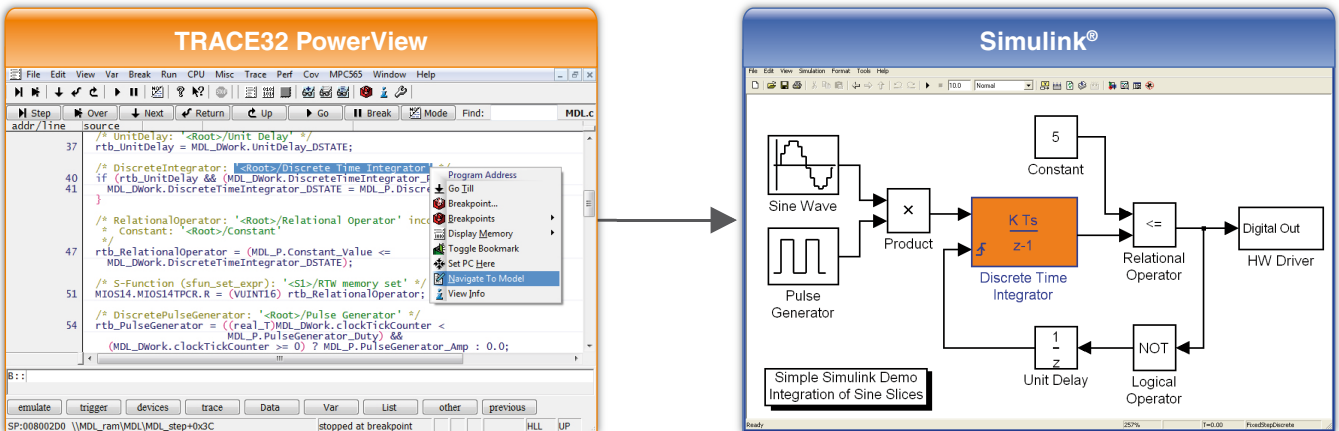 TRACE32 PowerView
File Edit View Var Break Run CPU Misc Trace Perf Cov MPC565 Window Help
Step Over Next Return Up Go Break Mode Find: MDL.c
addr/line source
/* UnitDelay: '<Root>/Unit Delay' */
37 rtb_UnitDelay = MDL_DWork.UnitDelay_DSTATE;
/* DiscreteIntegrator: '<Root>/Discrete Time Integrator' */
40 if (rtb_UnitDelay && (MDL_DWork.DiscreteTimeIntegrator_P
41 MDL_DWork.DiscreteTimeIntegrator_DSTATE = MDL_P.Discre
}
/* RelationalOperator: '<Root>/Relational Operator' inco
* Constant: '<Root>/Constant'
*/
47 rtb_RelationalOperator = (MDL_P.Constant_Value <=
MDL_DWork.DiscreteTimeIntegrator_DSTATE);
/* S-Function (sfun_set_expr): '<S1>/RTW memory set' */
51 MIOS14.MIOS14TPCR.R = (VUINT16) rtb_RelationalOperator;
/* DiscretePulseGenerator: '<Root>/Pulse Generator' */
54 rtb_PulseGenerator = ((real_T)MDL_DWork.clockTickCounter <
MDL_P.PulseGenerator_Duty) &&
(MDL_DWork.clockTickCounter >= 0) ? MDL_P.PulseGenerator_Amp : 0.0;
Program Address
Go Till
Breakpoint...
Breakpoints
Display Memory
Toggle Bookmark
Set PC Here
Navigate To Model
View Info
B::
emulate trigger devices trace Data Var List other previous
SP:008002D0 \\MDL_ram\MDL\MDL_step+0x3C stopped at breakpoint HLL UP
Simulink®
File Edit View Simulation Format Tools Help
10.0 Normal
Sine Wave
Pulse
Generator
×
Product
5
Constant
K Ts
z-1
Discrete Time
Integrator
<=
Relational
Operator
Digital Out
HW Driver
1
z
Unit Delay
NOT
Logical
Operator
Simple Simulink Demo
Integration of Sine Slices
Ready 257% T=0.00 FixedStepDiscrete